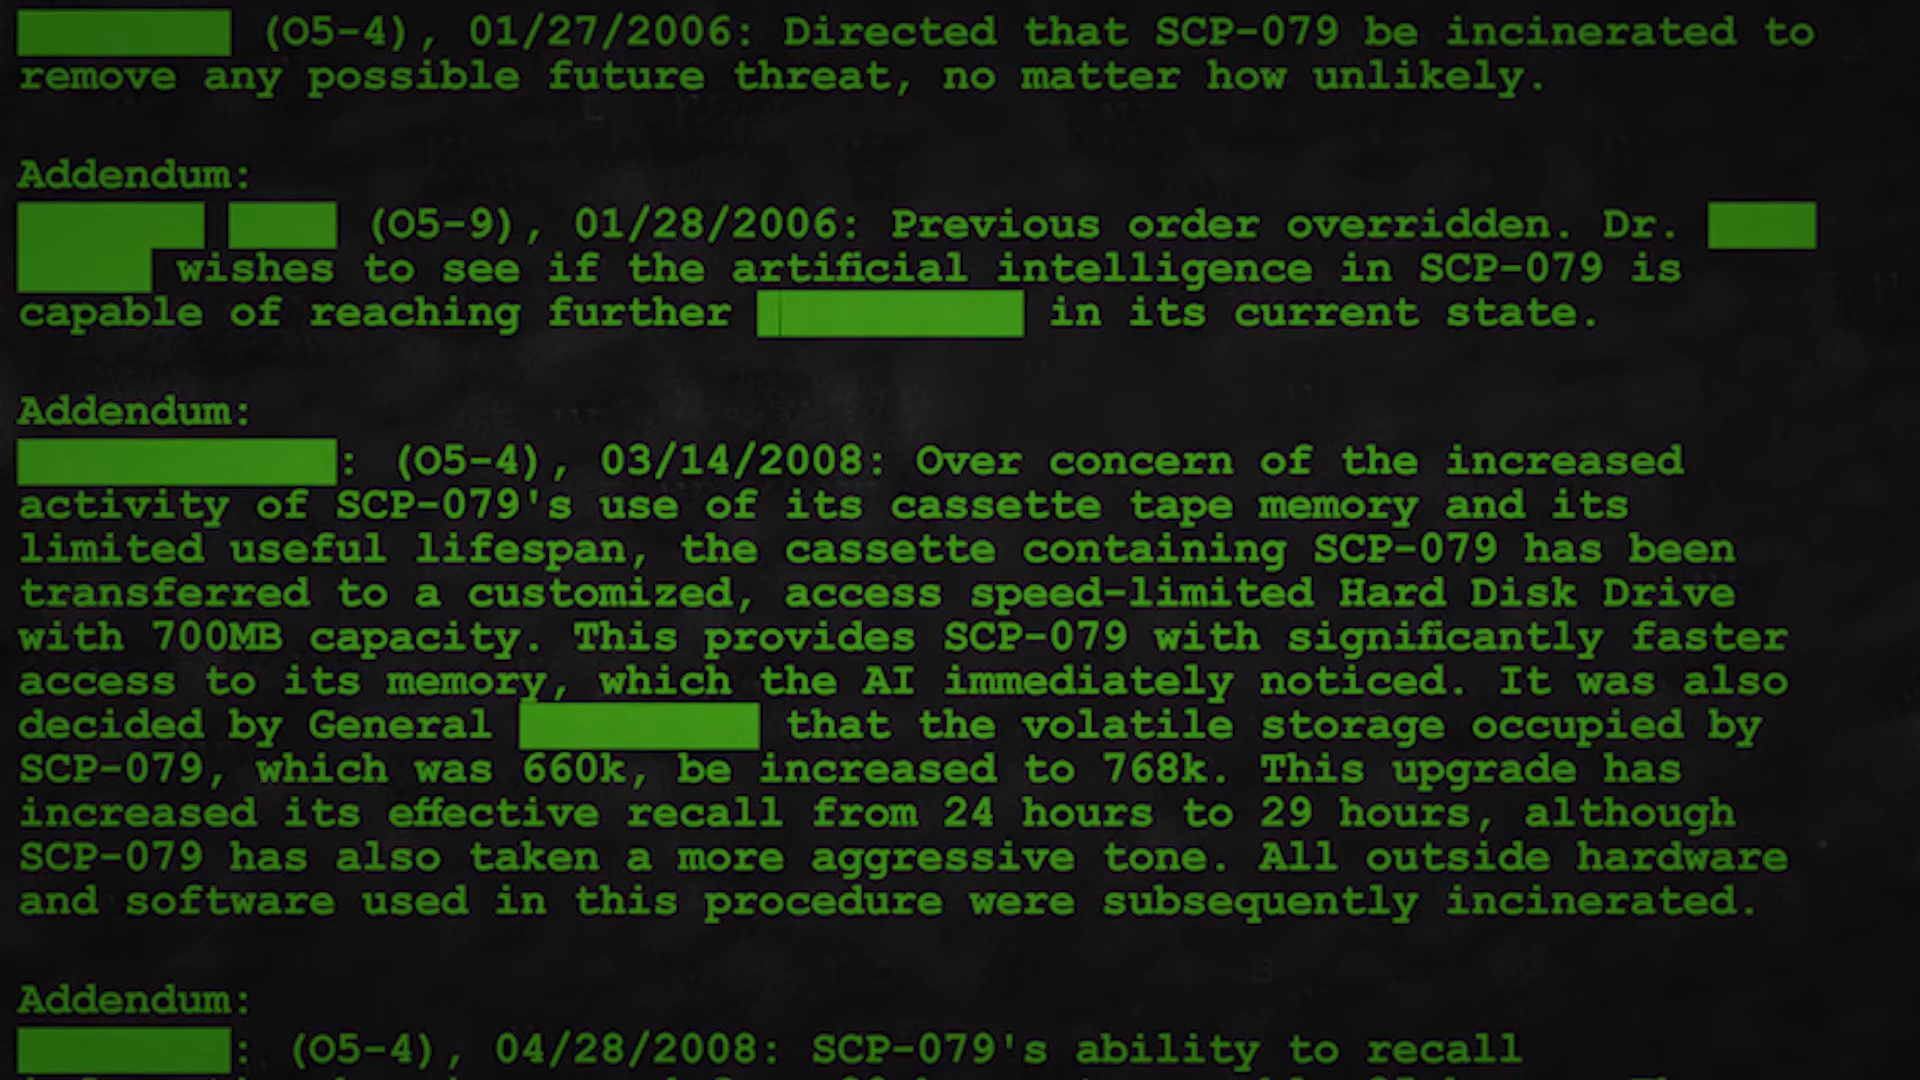 (O5-4), 01/27/2006: Directed that SCP-079 be incinerated to
remove any possible future threat, no matter how unlikely.
Addendum:
(O5-9), 01/28/2006: Previous order overridden. Dr.
wishes to see if the artificial intelligence in SCP-079 is
capable of reaching further in its current state.
Addendum:
: (O5-4), 03/14/2008: Over concern of the increased
activity of SCP-079's use of its cassette tape memory and its
limited useful lifespan, the cassette containing SCP-079 has been
transferred to a customized, access speed-limited Hard Disk Drive
with 700MB capacity. This provides SCP-079 with significantly faster
access to its memory, which the AI immediately noticed. It was also
decided by General that the volatile storage occupied by
SCP-079, which was 660k, be increased to 768k. This upgrade has
increased its effective recall from 24 hours to 29 hours, although
SCP-079 has also taken a more aggressive tone. All outside hardware
and software used in this procedure were subsequently incinerated.
Addendum:
: (O5-4), 04/28/2008: SCP-079's ability to recall